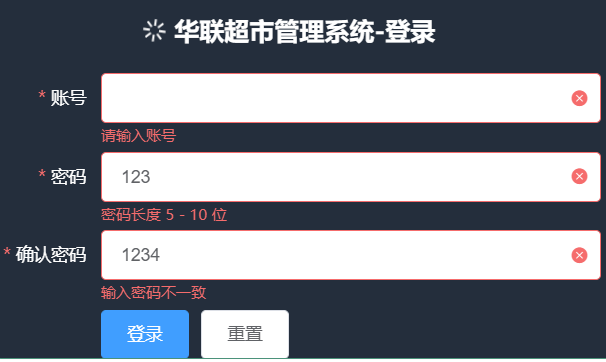 华联超市管理系统-登录
* 账号
请输入账号
* 密码 123
密码长度 5 - 10 位
* 确认密码 1234
输入密码不一致
登录 重置